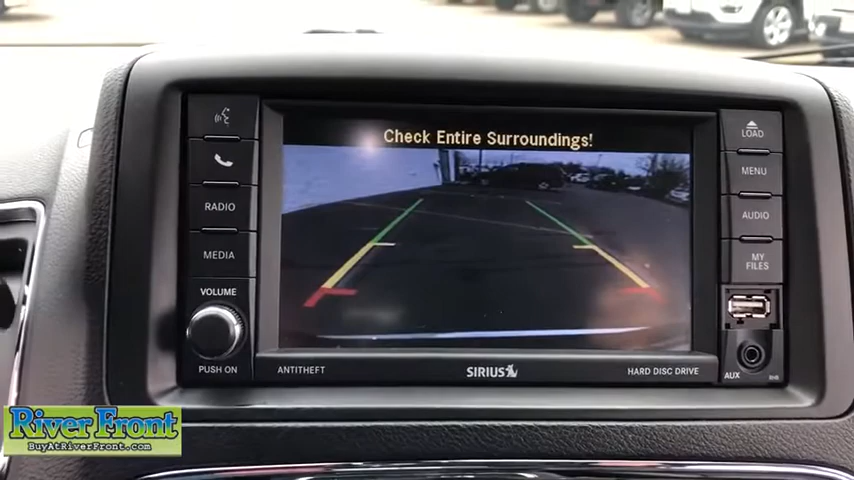 Check Entire Surroundings!
RADIO
MEDIA
VOLUME
PUSH ON
LOAD
MENU
AUDIO
MY
FILES
AUX
ANTITHEFT
SIRIUS
HARD DISC DRIVE
River Front
BuyAtRiverFront.com